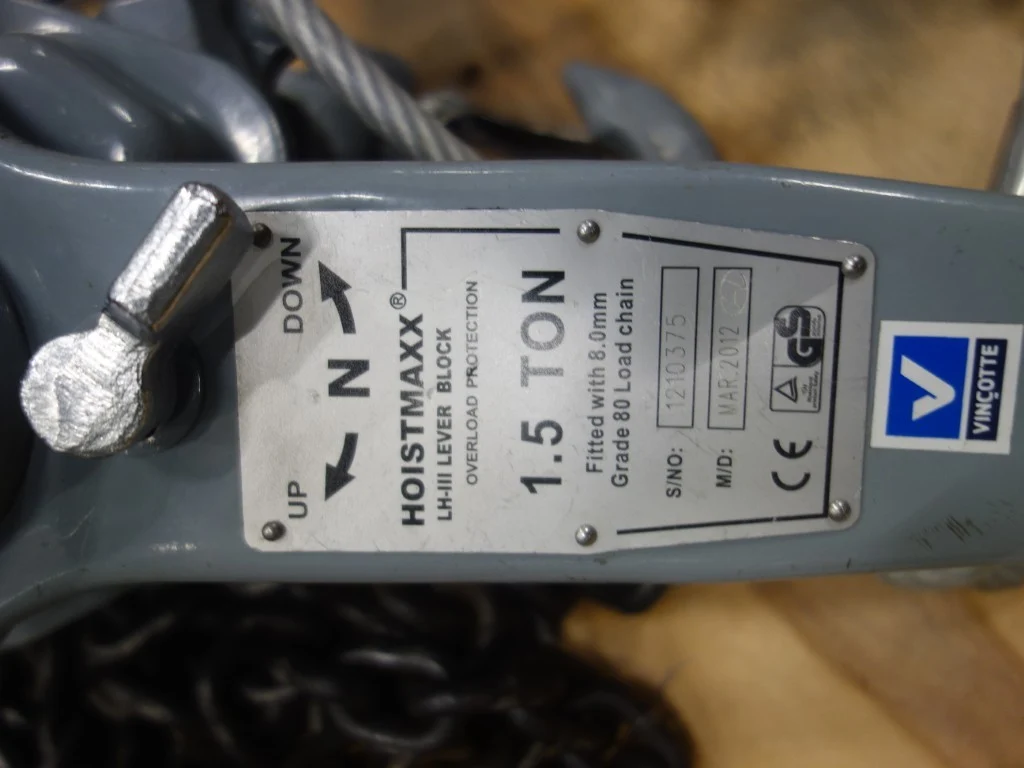 UP N DOWN
HOISTMAXX®
LH-III LEVER BLOCK
OVERLOAD PROTECTION
1.5 TON
Fitted with 8.0mm
Grade 80 Load chain
S/NO: 1210375
M/D: MAR.2012
CE GS
V
VINÇOTTE